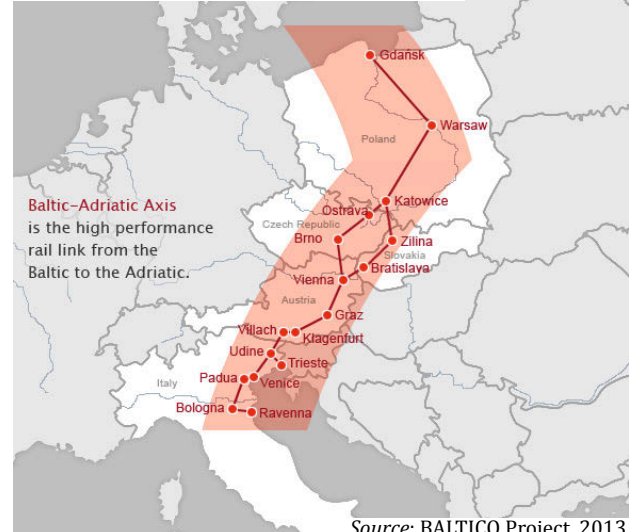 Gdańsk
Warsaw
Poland
Katowice
Ostrava
Baltic-Adriatic Axis
is the high performance
rail link from the
Baltic to the Adriatic.
Czech Republic
Brno
Zilina
Slovakia
Bratislava
Vienna
Austria
Graz
Villach
Klagenfurt
Udine
Trieste
Italy
Padua
Venice
Bologna
Ravenna
Source: BALTICO Project, 2013